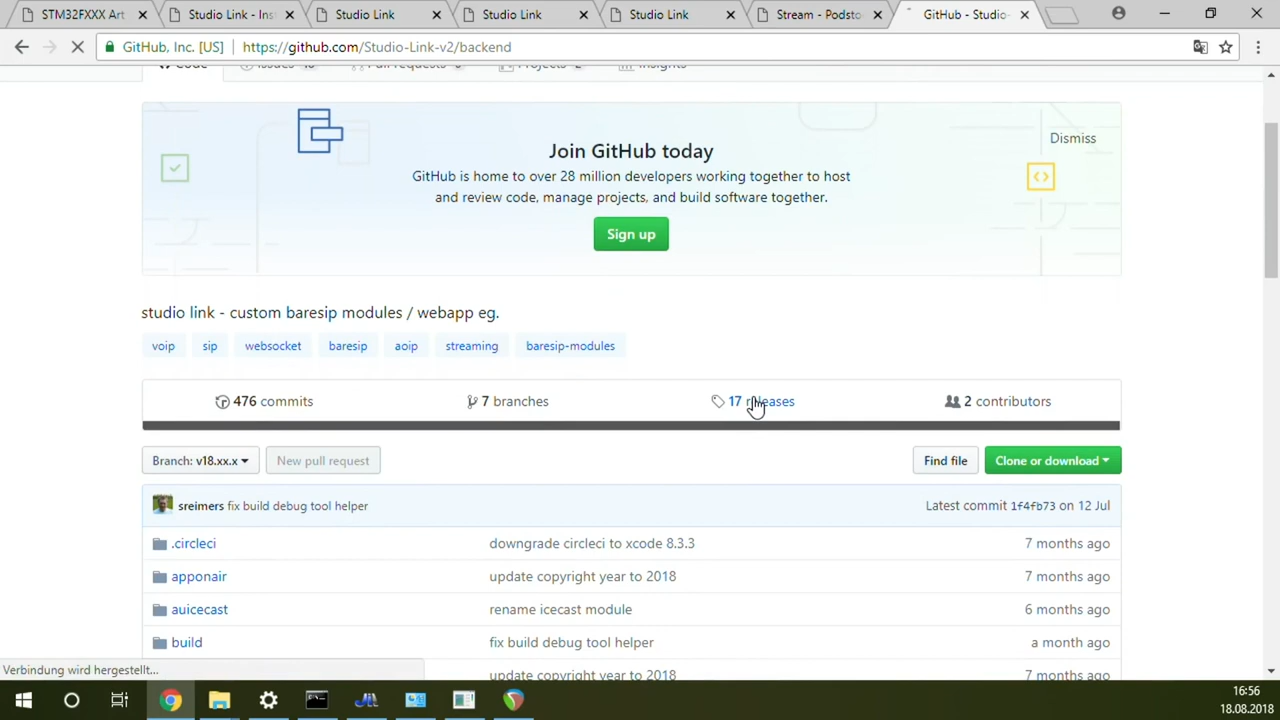 STM32FXXX Art
Studio Link - Ins
Studio Link
Studio Link
Studio Link
Stream - Podsto
GitHub - Studio-
GitHub, Inc. [US] https://github.com/Studio-Link-v2/backend
Code Issues Pull requests Projects Insights
Join GitHub today
Dismiss
GitHub is home to over 28 million developers working together to host
and review code, manage projects, and build software together.
Sign up
studio link - custom baresip modules / webapp eg.
voip sip websocket baresip aoip streaming baresip-modules
476 commits 7 branches 17 releases 2 contributors
Branch: v18.xx.x New pull request Find file Clone or download
sreimers fix build debug tool helper Latest commit 1f4fb73 on 12 Jul
.circleci downgrade circleci to xcode 8.3.3 7 months ago
apponair update copyright year to 2018 7 months ago
auicecast rename icecast module 6 months ago
build fix build debug tool helper a month ago
update copyright year to 2018 7 months ago
Verbindung wird hergestellt...
16:56
18.08.2018